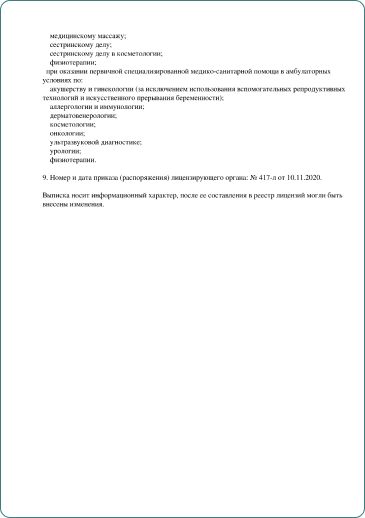 медицинскому массажу;
сестринскому делу;
сестринскому делу в косметологии;
физиотерапии;
при оказании первичной специализированной медико-санитарной помощи в амбулаторных
условиях по:
акушерству и гинекологии (за исключением использования вспомогательных репродуктивных
технологий и искусственного прерывания беременности);
аллергологии и иммунологии;
дерматовенерологии;
косметологии;
онкологии;
ультразвуковой диагностике;
урологии;
физиотерапии.
9. Номер и дата приказа (распоряжения) лицензирующего органа: № 417-л от 10.11.2020.
Выписка носит информационный характер, после ее составления в реестр лицензий могли быть
внесены изменения.